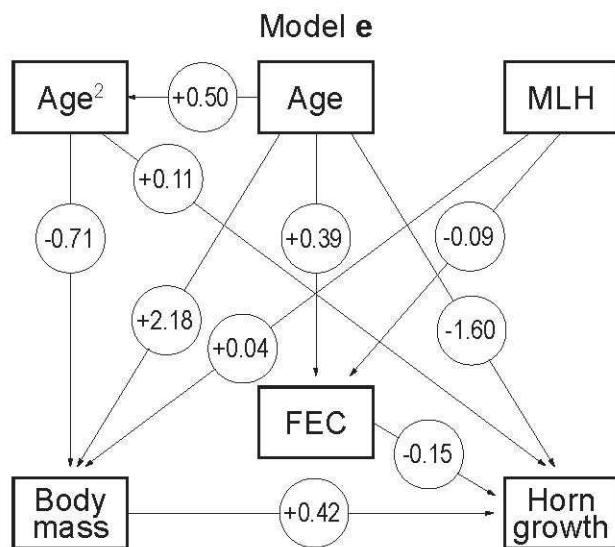 Model e
Age² +0.50 Age MLH
+0.11
-0.71 +0.39 -0.09
+2.18 +0.04 -1.60
FEC -0.15
Body mass +0.42 Horn growth